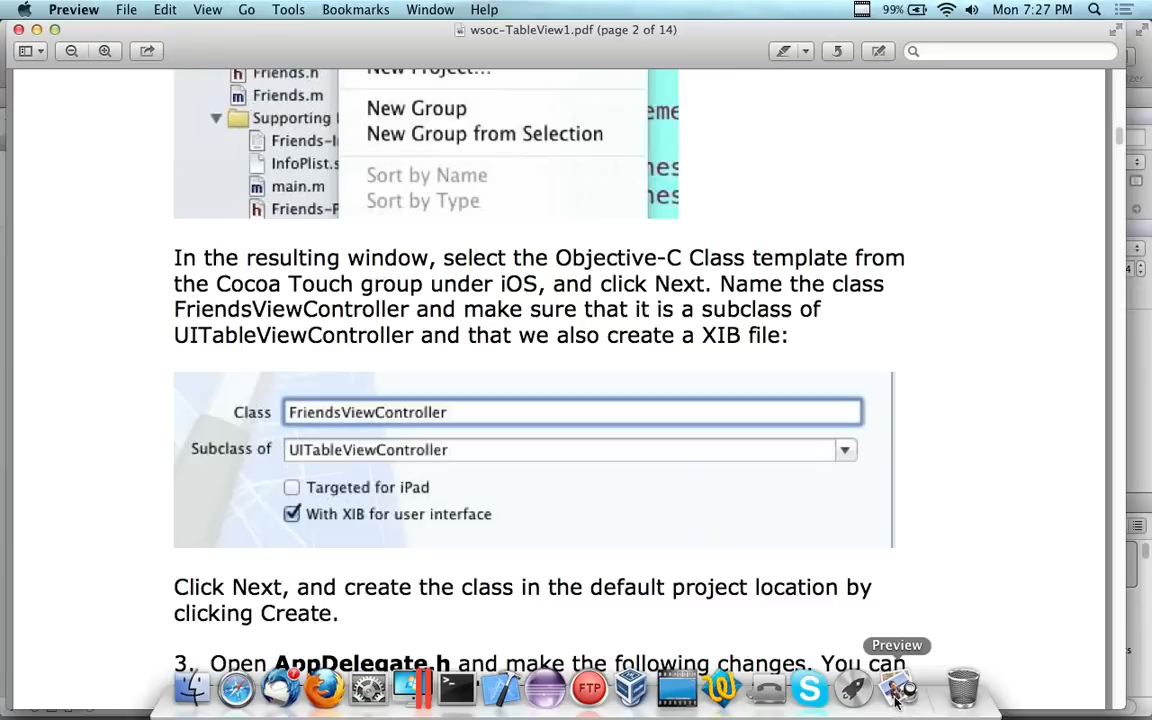 Preview File Edit View Go Tools Bookmarks Window Help 99% Mon 7:27 PM
wsoc-TableView1.pdf (page 2 of 14)
Friends.h
New Project...
Friends.m
New Group
Supporting
New Group from Selection
InfoPlist.s
Sort by Name
main.m
Sort by Type
In the resulting window, select the Objective-C Class template from
the Cocoa Touch group under iOS, and click Next. Name the class
FriendsViewController and make sure that it is a subclass of
UITableViewController and that we also create a XIB file:
Class FriendsViewController
Subclass of UITableViewController
Targeted for iPad
With XIB for user interface
Click Next, and create the class in the default project location by
clicking Create.
Preview
3. Open AppDelegate.h and make the following changes. You can
FTP